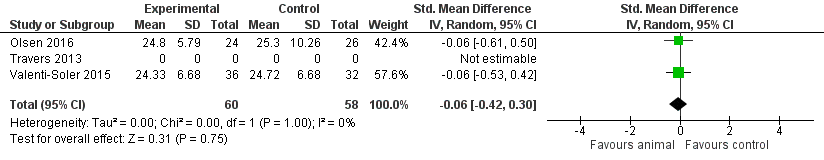 Experimental Control Std. Mean Difference Std. Mean Difference
Study or Subgroup Mean SD Total Mean SD Total Weight IV, Random, 95% CI IV, Random, 95% CI
Olsen 2016 24.8 5.79 24 25.3 10.26 26 42.4% -0.06 [-0.61, 0.50]
Travers 2013 0 0 0 0 0 0 Not estimable
Valenti-Soler 2015 24.33 6.68 36 24.72 6.68 32 57.6% -0.06 [-0.53, 0.42]
Total (95% CI) 60 58 100.0% -0.06 [-0.42, 0.30]
Heterogeneity: Tau² = 0.00; Chi² = 0.00, df = 1 (P = 1.00); I² = 0%
Test for overall effect: Z = 0.31 (P = 0.75)
-4 -2 0 2 4
Favours animal Favours control